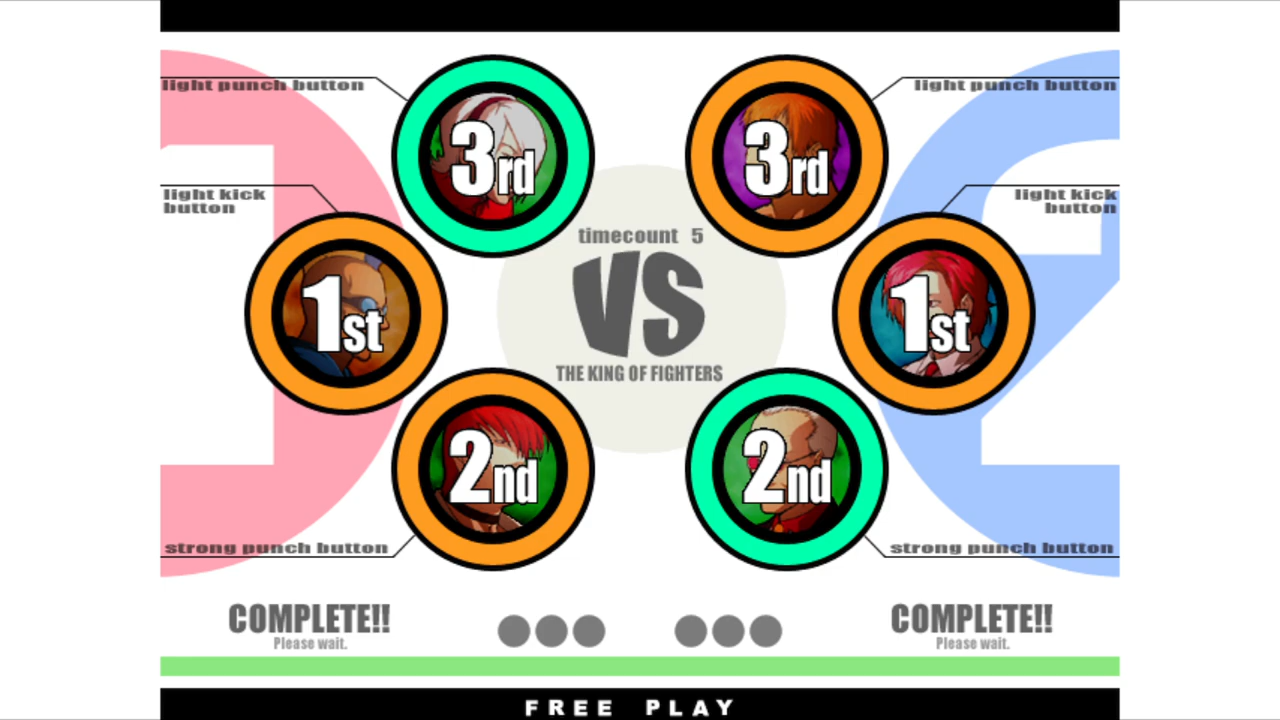 light punch button
light punch button
3rd
3rd
light kick
button
light kick
button
timecount 5
VS
1st
1st
THE KING OF FIGHTERS
2nd
2nd
strong punch button
strong punch button
COMPLETE!!
Please wait.
COMPLETE!!
Please wait.
FREE PLAY